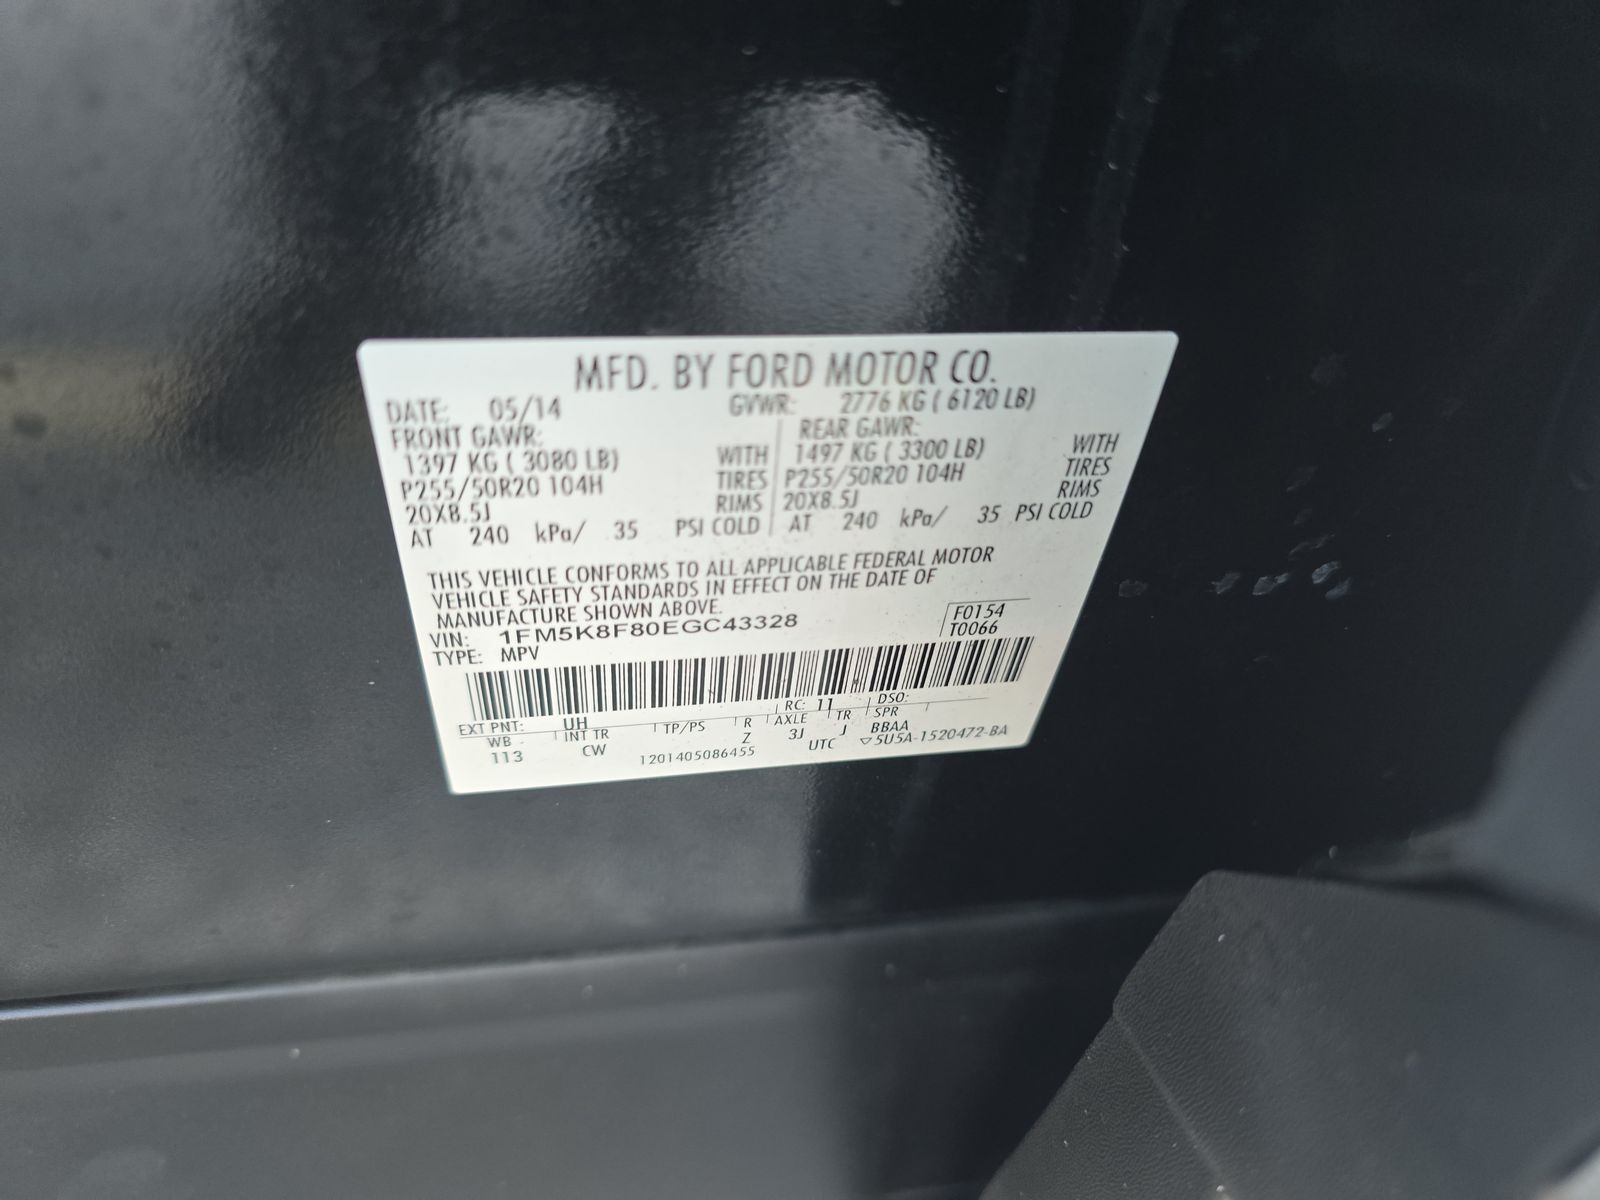 MFD. BY FORD MOTOR CO.
DATE: 05/14 GVWR: 2776 KG ( 6120 LB)
FRONT GAWR: REAR GAWR:
1397 KG ( 3080 LB) WITH 1497 KG ( 3300 LB) WITH
P255/50R20 104H TIRES P255/50R20 104H TIRES
20X8.5J RIMS 20X8.5J RIMS
AT 240 kPa/ 35 PSI COLD AT 240 kPa/ 35 PSI COLD
THIS VEHICLE CONFORMS TO ALL APPLICABLE FEDERAL MOTOR
VEHICLE SAFETY STANDARDS IN EFFECT ON THE DATE OF
MANUFACTURE SHOWN ABOVE.
VIN: 1FM5K8F80EGC43328 F0154
TYPE: MPV T0066
EXT PNT: UH RC: 11 DSO:
WB INT TR TP/PS R AXLE TR SPR
113 CW Z 3J J BBAA
1201405086455 UTC ▽5U5A-1520472-BA